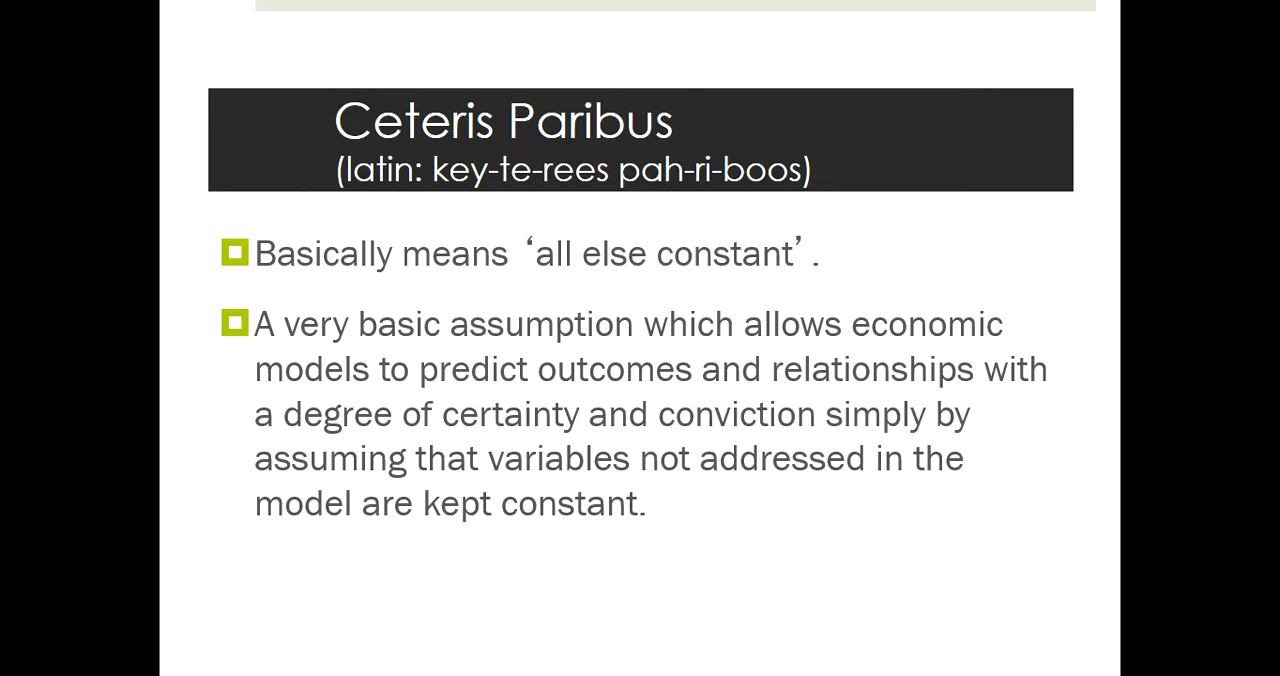 Ceteris Paribus
(latin: key-te-rees pah-ri-boos)
Basically means ‘all else constant’.
A very basic assumption which allows economic
models to predict outcomes and relationships with
a degree of certainty and conviction simply by
assuming that variables not addressed in the
model are kept constant.